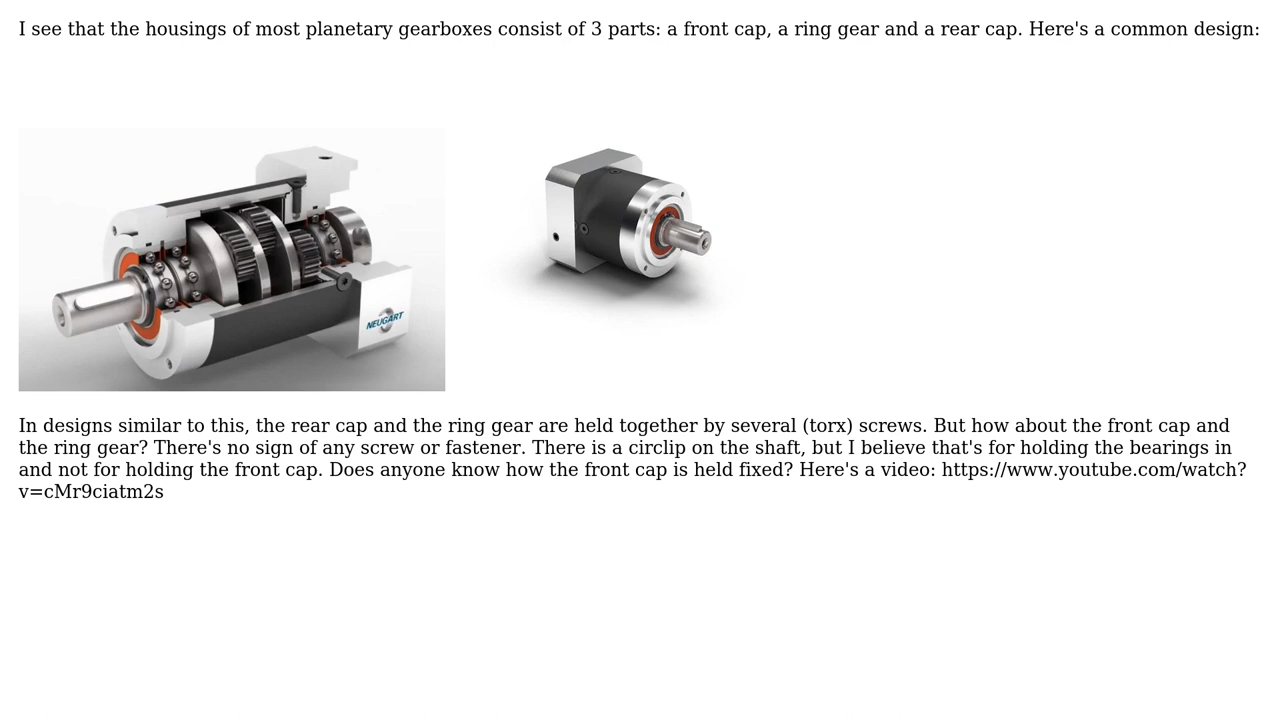 I see that the housings of most planetary gearboxes consist of 3 parts: a front cap, a ring gear and a rear cap. Here's a common design:
NEUGART
In designs similar to this, the rear cap and the ring gear are held together by several (torx) screws. But how about the front cap and
the ring gear? There's no sign of any screw or fastener. There is a circlip on the shaft, but I believe that's for holding the bearings in
and not for holding the front cap. Does anyone know how the front cap is held fixed? Here's a video: https://www.youtube.com/watch?
v=cMr9ciatm2s